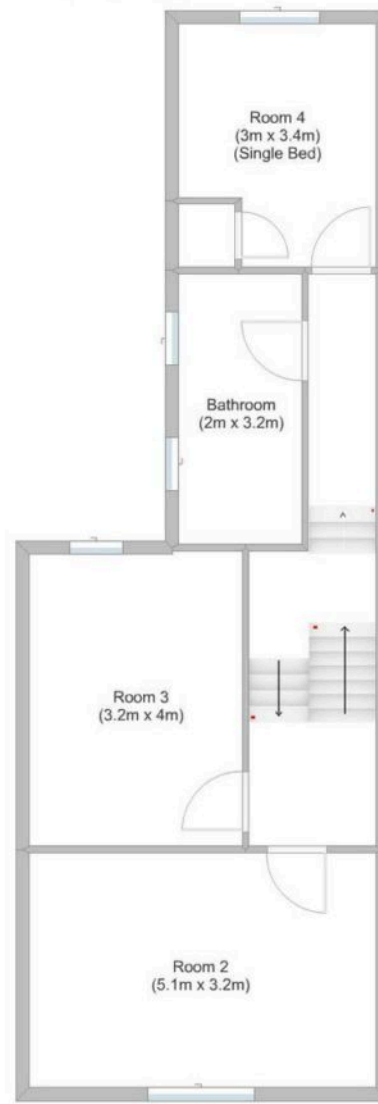 Room 4
(3m x 3.4m)
(Single Bed)
Bathroom
(2m x 3.2m)
Room 3
(3.2m x 4m)
Room 2
(5.1m x 3.2m)